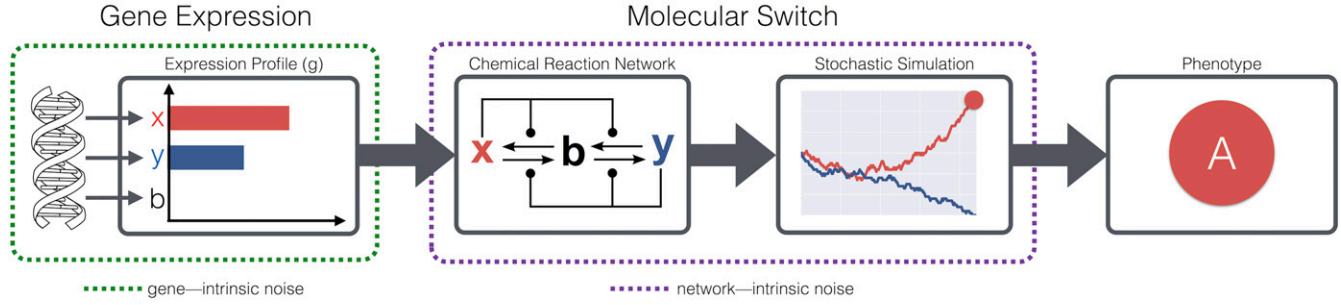 Gene Expression
Molecular Switch
Expression Profile (g)
Chemical Reaction Network
Stochastic Simulation
Phenotype
x
y
b
x b y
A
gene—intrinsic noise
network—intrinsic noise